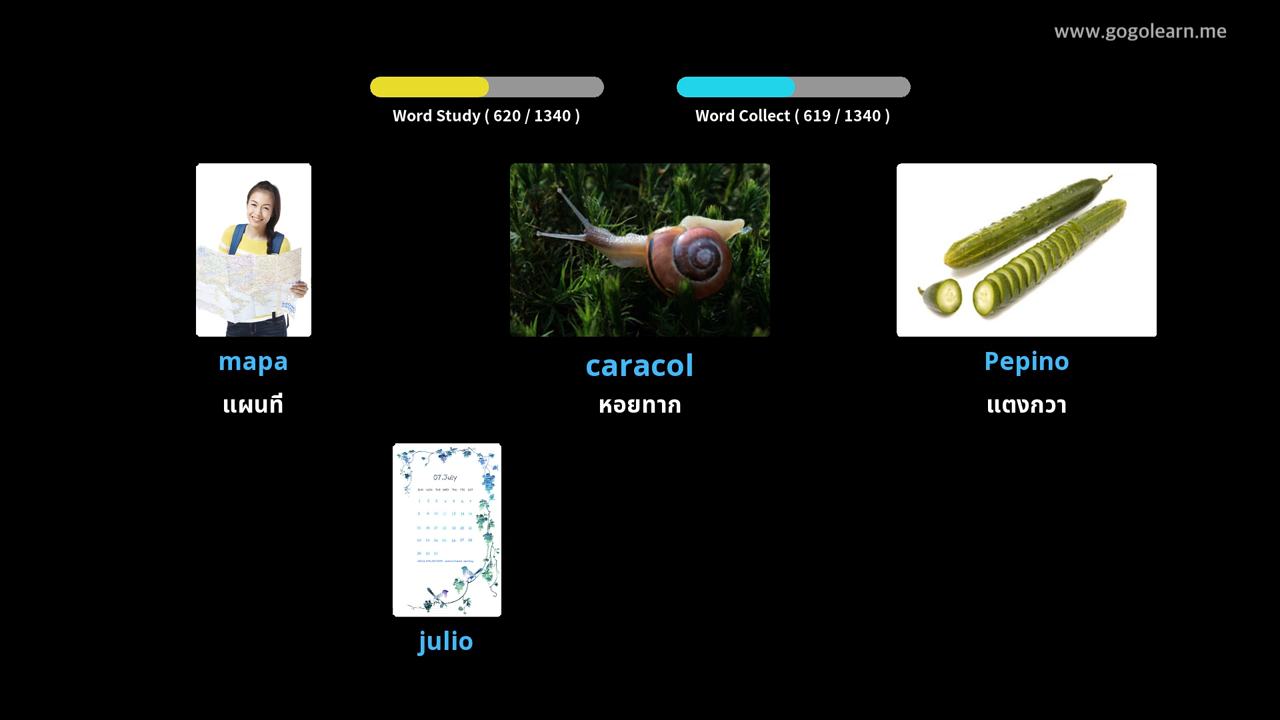 www.gogolearn.me
Word Study ( 620 / 1340 )
Word Collect ( 619 / 1340 )
mapa
caracol
Pepino
แผนที่
หอยทาก
แตงกวา
07.July
julio